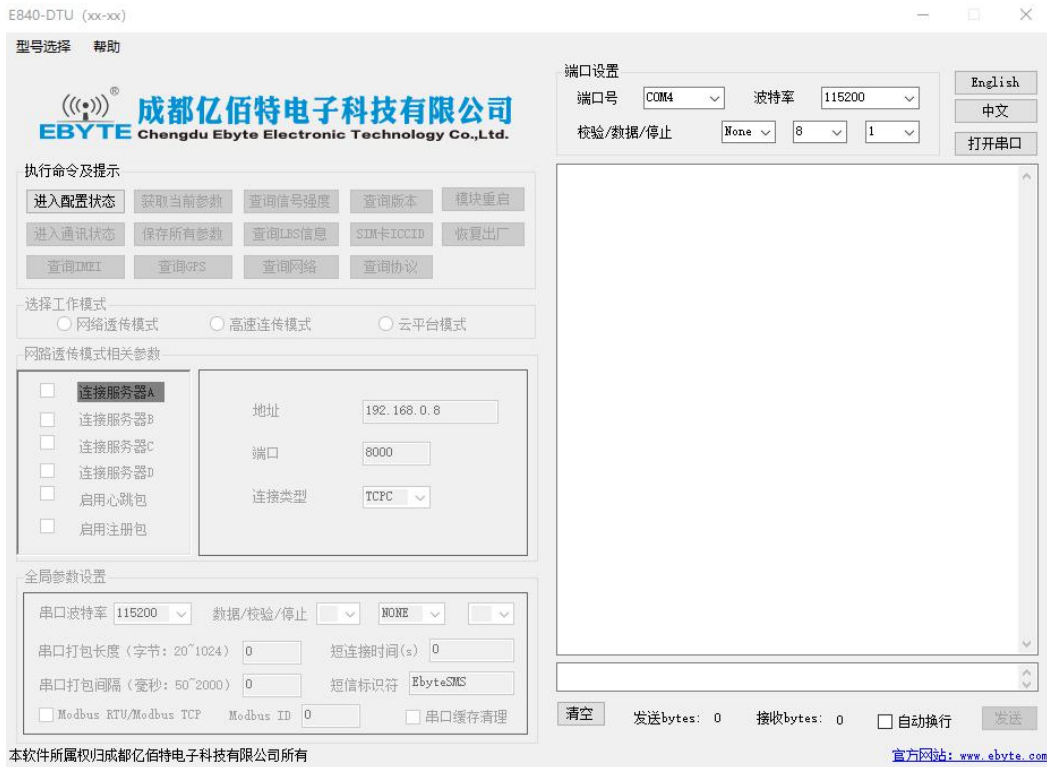 E840-DTU (xx-xx)
型号选择 帮助
EBYTE ®
成都亿佰特电子科技有限公司
Chengdu Ebyte Electronic Technology Co.,Ltd.
端口设置
端口号 COM4 波特率 115200
校验/数据/停止 None 8 1
English
中文
打开串口
执行命令及提示
进入配置状态 获取当前参数 查询信号强度 查询版本 模块重启
进入通讯状态 保存所有参数 查询LBS信息 SIM卡ICCID 恢复出厂
查询IMEI 查询GPS 查询网络 查询协议
选择工作模式
网络透传模式 高速连传模式 云平台模式
网路透传模式相关参数
连接服务器A
连接服务器B
连接服务器C
连接服务器D
启用心跳包
启用注册包
地址 192.168.0.8
端口 8000
连接类型 TCPC
全局参数设置
串口波特率 115200 数据/校验/停止 NONE
串口打包长度（字节：20~1024） 0 短连接时间(s) 0
串口打包间隔（毫秒：50~2000） 0 短信标识符 EbyteSMS
Modbus RTU/Modbus TCP Modbus ID 0 串口缓存清理
清空 发送bytes: 0 接收bytes: 0 自动换行 发送
本软件所属权归成都亿佰特电子科技有限公司所有
官方网站：www.ebyte.com